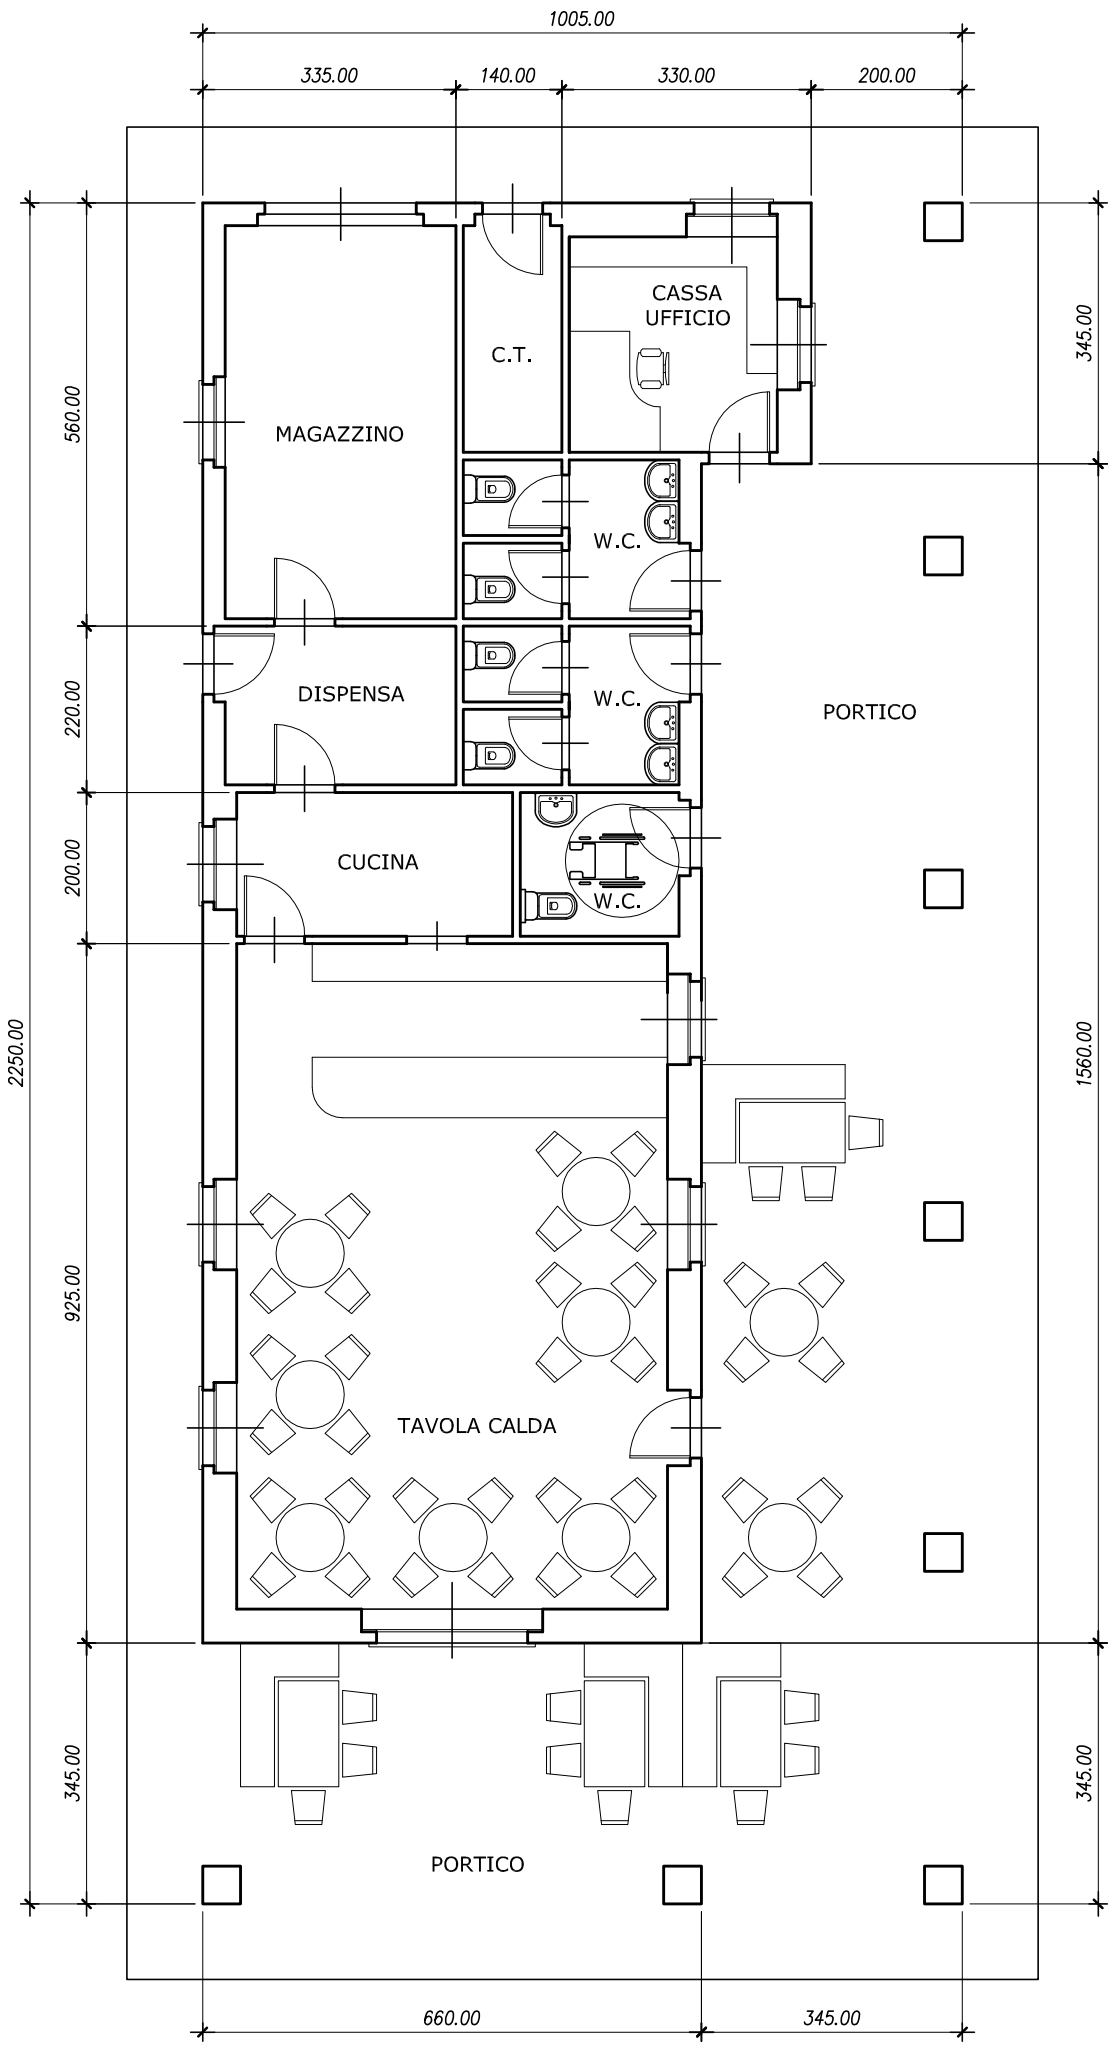 1005.00
335.00
140.00
330.00
200.00
CASSA
UFFICIO
C.T.
MAGAZZINO
345.00
560.00
W.C.
DISPENSA
W.C.
PORTICO
220.00
CUCINA
W.C.
200.00
2250.00
1560.00
925.00
TAVOLA CALDA
345.00
345.00
PORTICO
660.00
345.00